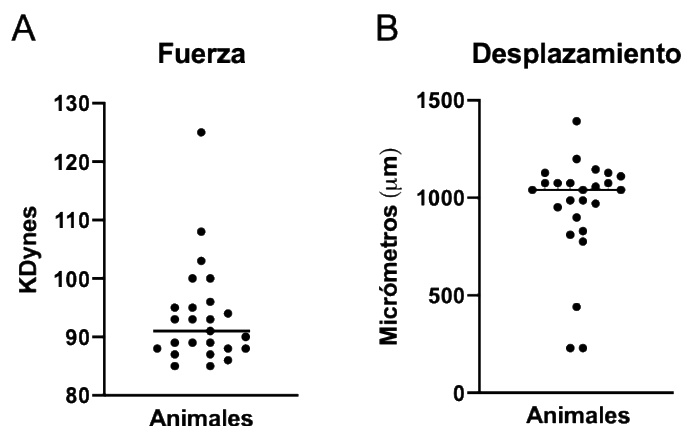 A
Fuerza
KDynes
130
120
110
100
90
80
Animales
B
Desplazamiento
Micrómetros (μm)
1500
1000
500
0
Animales